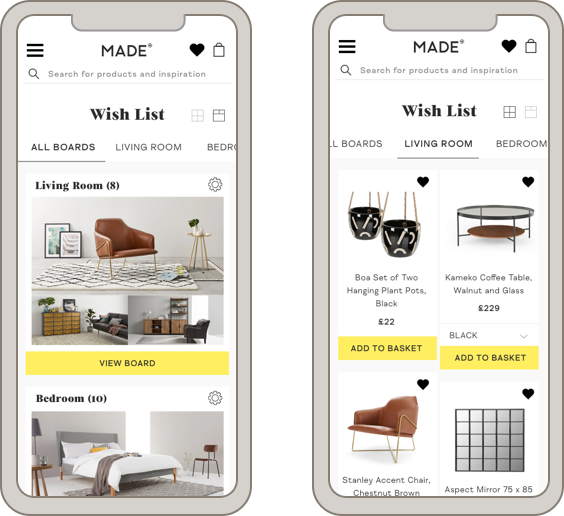 MADE®
Search for products and inspiration
Wish List
ALL BOARDS LIVING ROOM BEDRO
Living Room (8)
VIEW BOARD
Bedroom (10)
MADE®
Search for products and inspiration
Wish List
LL BOARDS LIVING ROOM BEDROOM
Boa Set of Two
Hanging Plant Pots,
Black
£22
ADD TO BASKET
Kameko Coffee Table,
Walnut and Glass
£229
BLACK
ADD TO BASKET
Stanley Accent Chair,
Chestnut Brown
Aspect Mirror 75 x 85